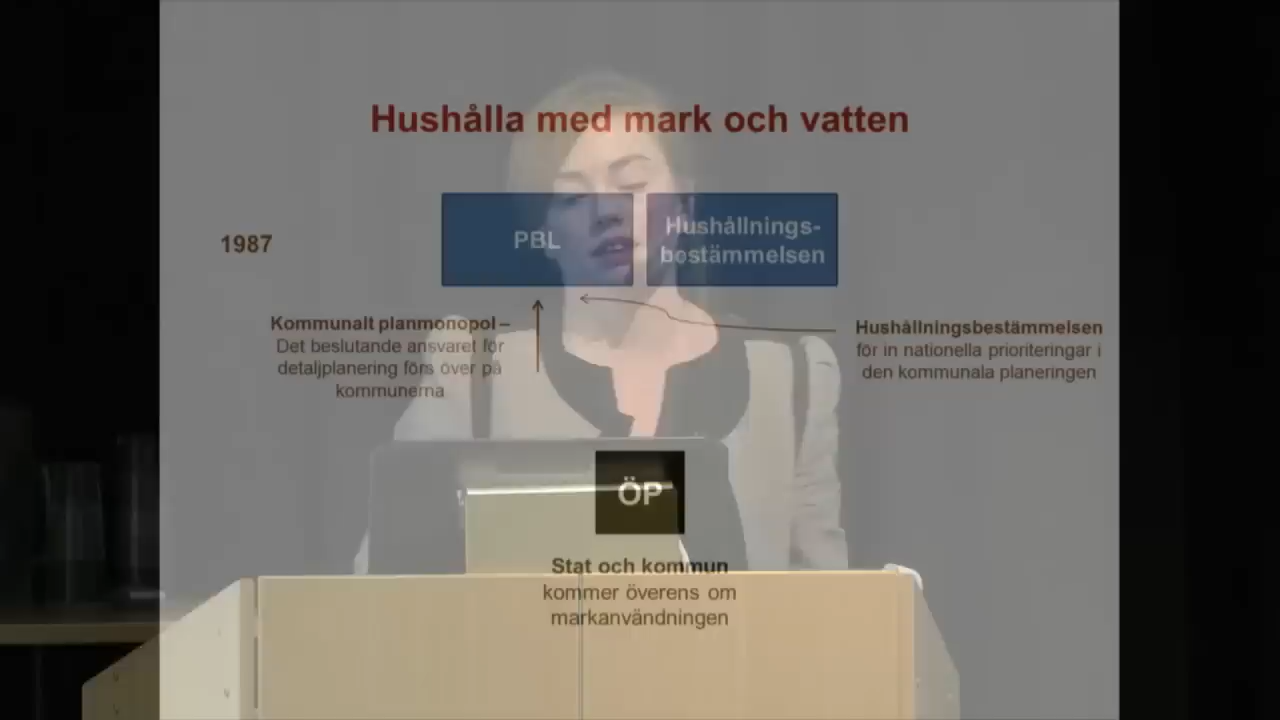 Hushålla med mark och vatten
1987
PBL
Hushållnings-
bestämmelsen
Kommunalt planmonopol –
Det beslutande ansvaret för
detaljplanering förs över på
kommunerna
Hushållningsbestämmelsen
för in nationella prioriteringar i
den kommunala planeringen
ÖP
Stat och kommun
kommer överens om
markanvändningen